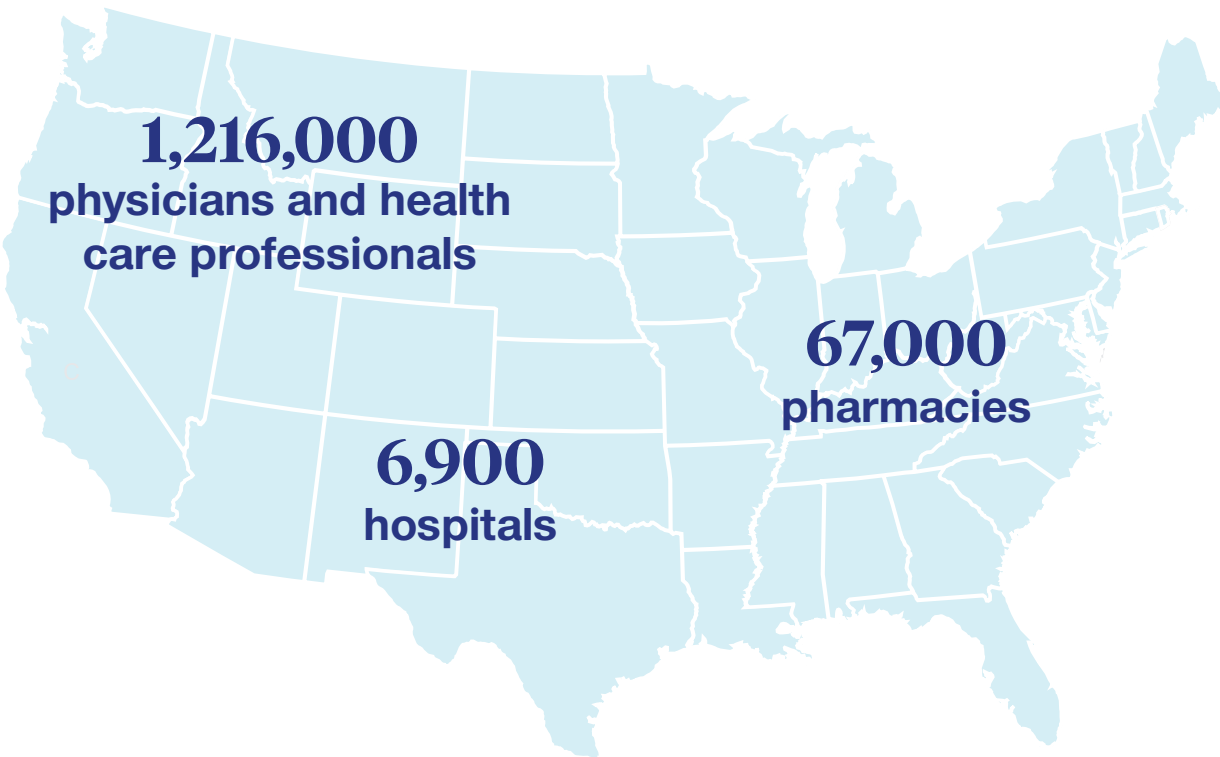 1,216,000
physicians and health
care professionals
67,000
pharmacies
6,900
hospitals